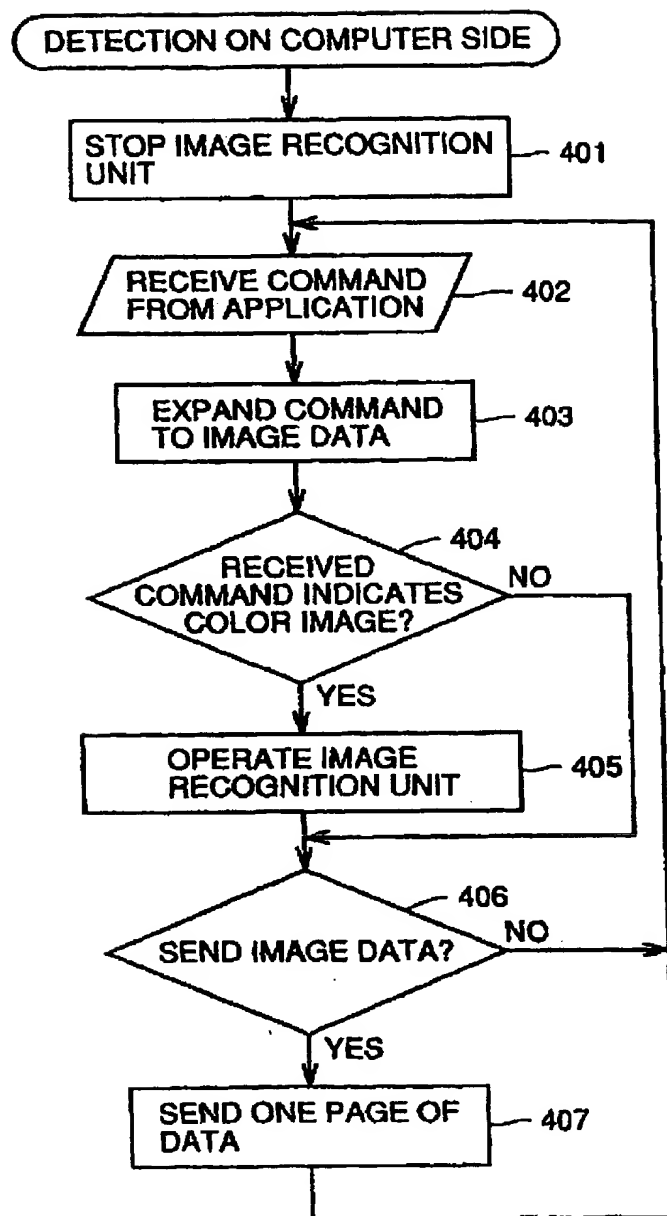 DETECTION ON COMPUTER SIDE
STOP IMAGE RECOGNITION
UNIT
401
RECEIVE COMMAND
FROM APPLICATION
402
EXPAND COMMAND
TO IMAGE DATA
403
404
RECEIVED
COMMAND INDICATES
COLOR IMAGE?
NO
YES
OPERATE IMAGE
RECOGNITION UNIT
405
406
SEND IMAGE DATA?
NO
YES
SEND ONE PAGE OF
DATA
407